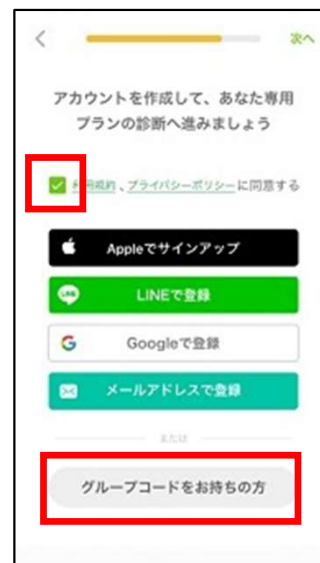 次へ
アカウントを作成して、あなた専用
プランの診断へ進みましょう
利用規約 、プライバシーポリシーに同意する
Appleでサインアップ
LINE
LINEで登録
Googleで登録
メールアドレスで登録
または
グループコードをお持ちの方